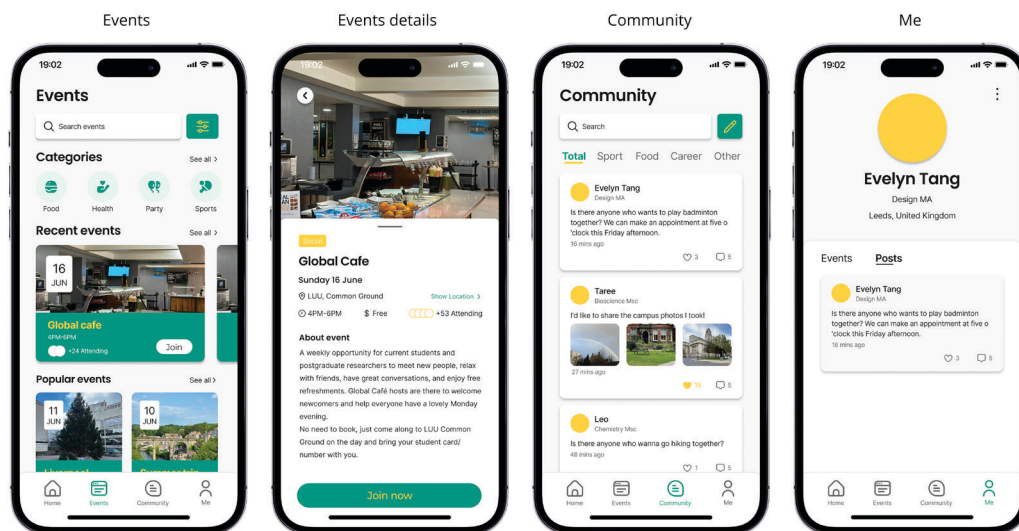 Events
Events details
Community
Me
19:02
Events
Search events
Categories
See all >
Food
Health
Party
Sports
Recent events
See all >
16
JUN
Global cafe
4PM-6PM
+24 Attending
Join
Popular events
See all>
11
JUN
10
JUN
Home
Events
Community
Me
19:02
Social
Global Cafe
Sunday 16 June
LUU, Common Ground
Show Location >
4PM-6PM
$ Free
+53 Attending
About event
A weekly opportunity for current students and
postgraduate researchers to meet new people, relax
with friends, have great conversations, and enjoy free
refreshments. Global Café hosts are there to welcome
newcomers and help everyone have a lovely Monday
evening.
No need to book, just come along to LUU Common
Ground on the day and bring your student card/
number with you.
Join now
19:02
Community
Search
Total
Sport
Food
Career
Other
Evelyn Tang
Design MA
Is there anyone who wants to play badminton
together? We can make an appointment at five o
'clock this Friday afternoon.
16 mins ago
3
5
Taree
Bioscience Msc
I'd like to share the campus photos I took!
27 mins ago
5
Leo
Chemistry Msc
Is there anyone who wanna go hiking together?
48 mins ago
1
5
Home
Events
Community
Me
19:02
Evelyn Tang
Design MA
Leeds, United Kingdom
Events
Posts
Evelyn Tang
Design MA
Is there anyone who wants to play badminton
together? We can make an appointment at five o
'clock this Friday afternoon.
16 mins ago
3
5
Home
Events
Community
Me